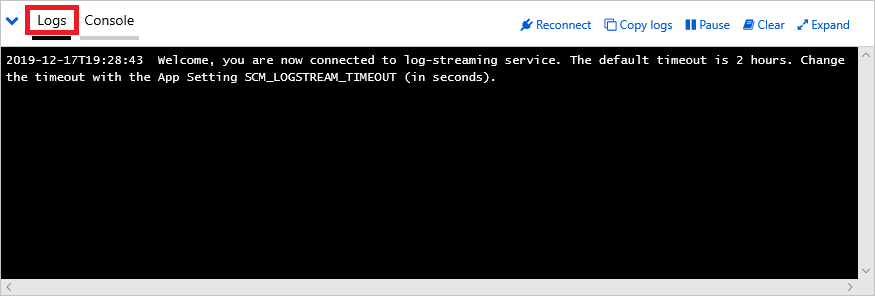 Logs Console Reconnect Copy logs Pause Clear Expand
2019-12-17T19:28:43  Welcome, you are now connected to log-streaming service. The default timeout is 2 hours. Change
the timeout with the App Setting SCM_LOGSTREAM_TIMEOUT (in seconds).